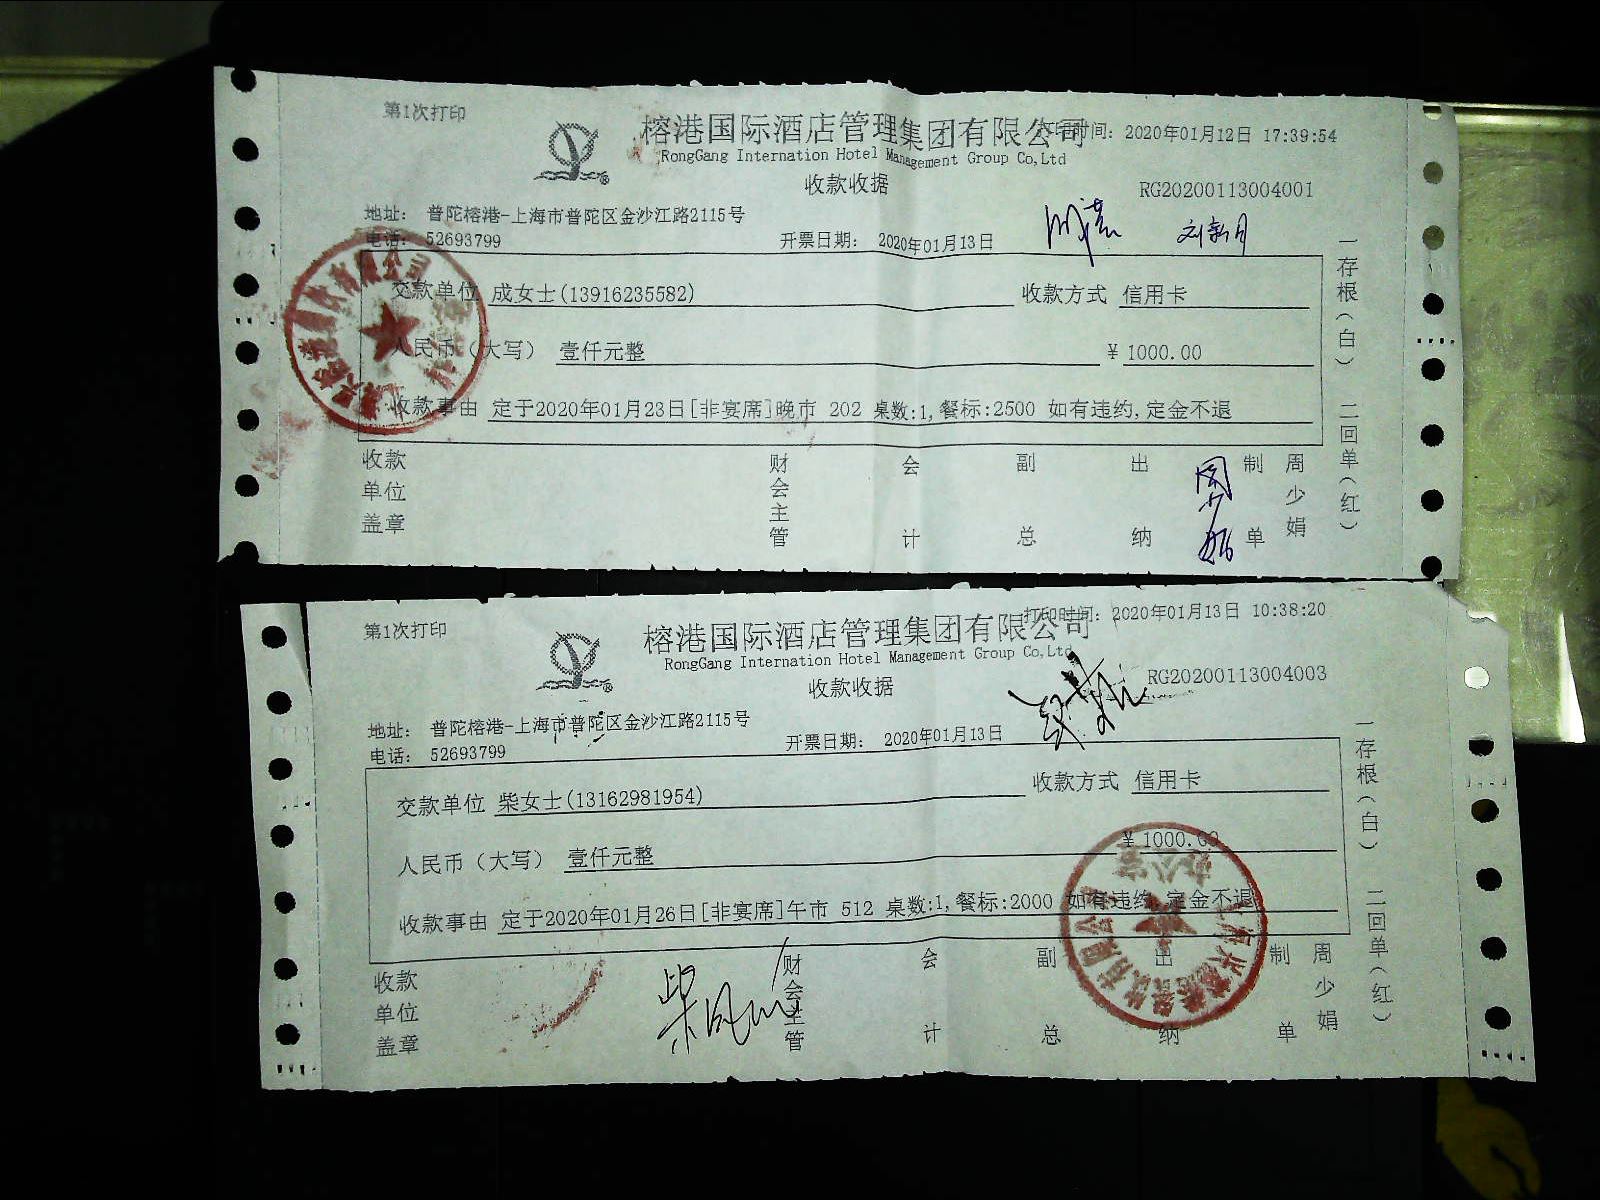 第1次打印
榕港国际酒店管理集团有限公司
打印时间: 2020年01月12日 17:39:54
RongGang Internation Hotel Management Group Co,Ltd
收款收据
RG20200113004001
地址: 普陀榕港-上海市普陀区金沙江路2115号
电话: 52693799
开票日期: 2020年01月13日
刘新月
交款单位 成女士(13916235582)
收款方式 信用卡
人民币(大写) 壹仟元整
¥ 1000.00
收款事由 定于2020年01月23日[非宴席]晚市 202 桌数:1,餐标:2500 如有违约,定金不退
收款单位盖章
财会主管
会计
副总
出纳
周少娟
制单
周少娟
一存根(白) 二回单(红)
第1次打印
榕港国际酒店管理集团有限公司
打印时间: 2020年01月13日 10:38:20
RongGang Internation Hotel Management Group Co,Ltd
收款收据
RG20200113004003
地址: 普陀榕港-上海市普陀区金沙江路2115号
电话: 52693799
开票日期: 2020年01月13日
交款单位 柴女士(13162981954)
收款方式 信用卡
人民币(大写) 壹仟元整
¥ 1000.00
收款事由 定于2020年01月26日[非宴席]午市 512 桌数:1,餐标:2000 如有违约,定金不退
办公室
收款单位盖章
财会主管
会计
副总
出纳
制单
周少娟
一存根(白) 二回单(红)